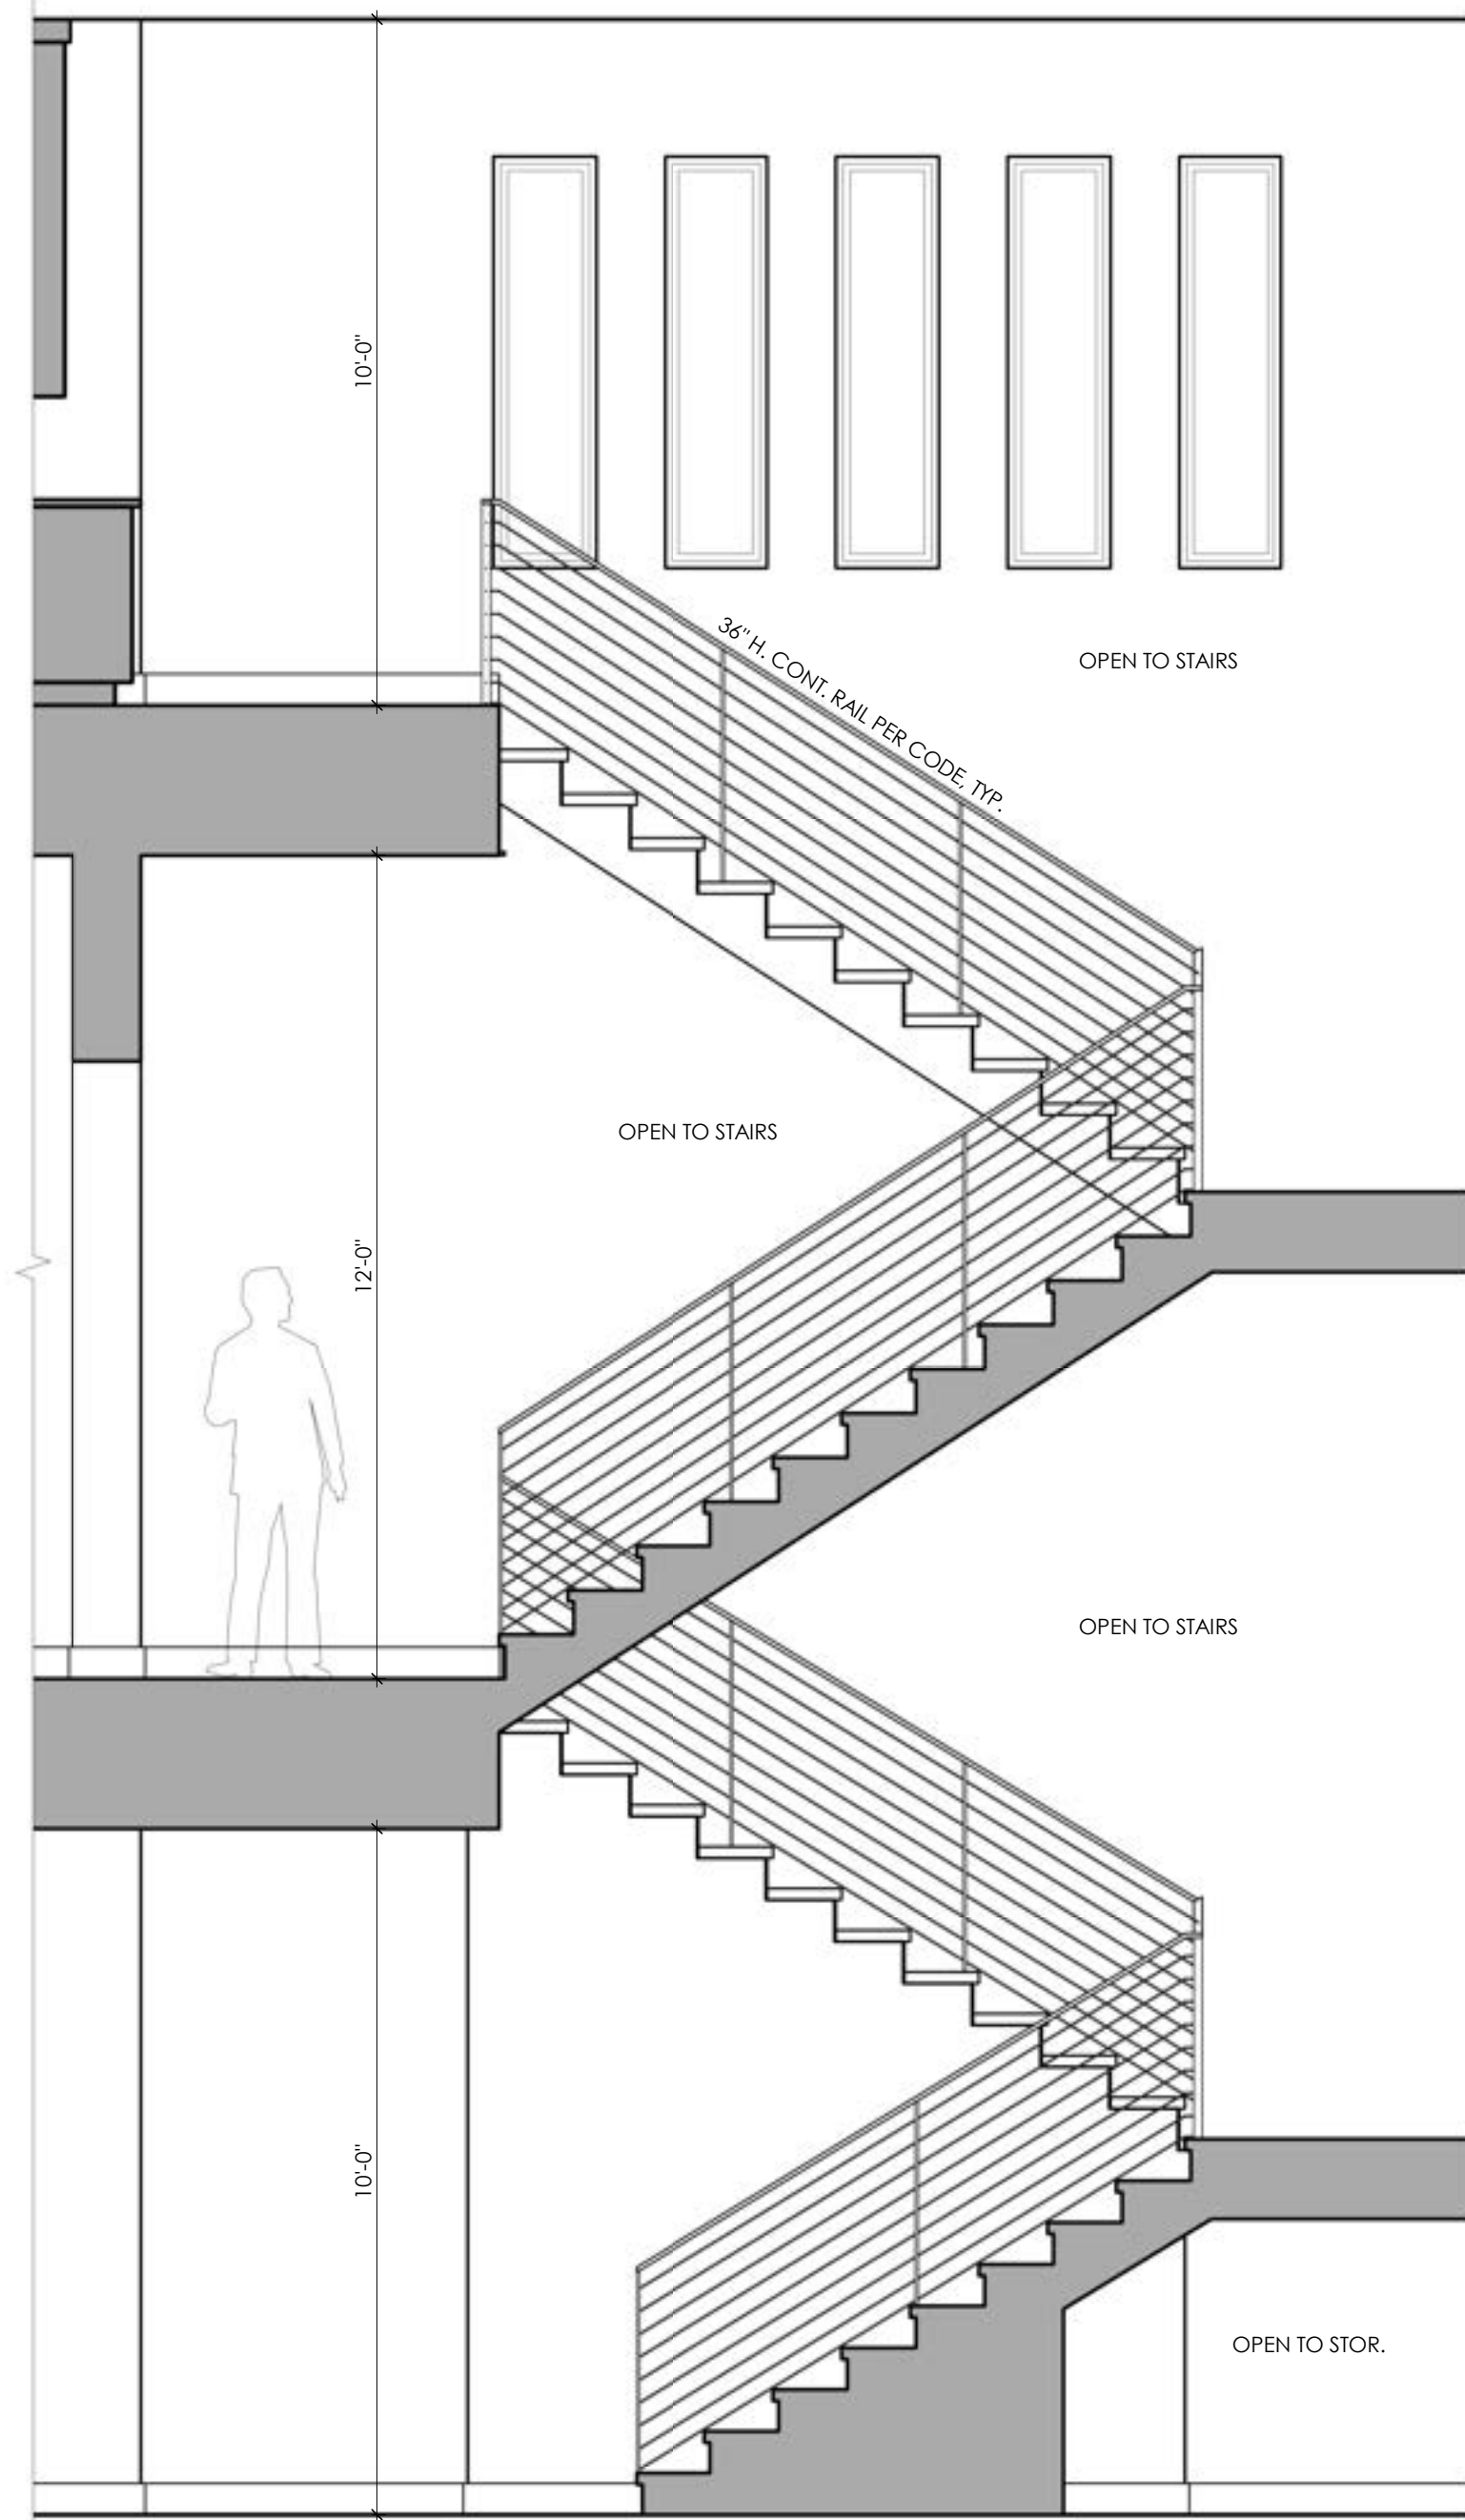 10'-0"
36" H. CONT. RAIL PER CODE, TYP.
OPEN TO STAIRS
OPEN TO STAIRS
12'-0"
OPEN TO STAIRS
10'-0"
OPEN TO STOR.